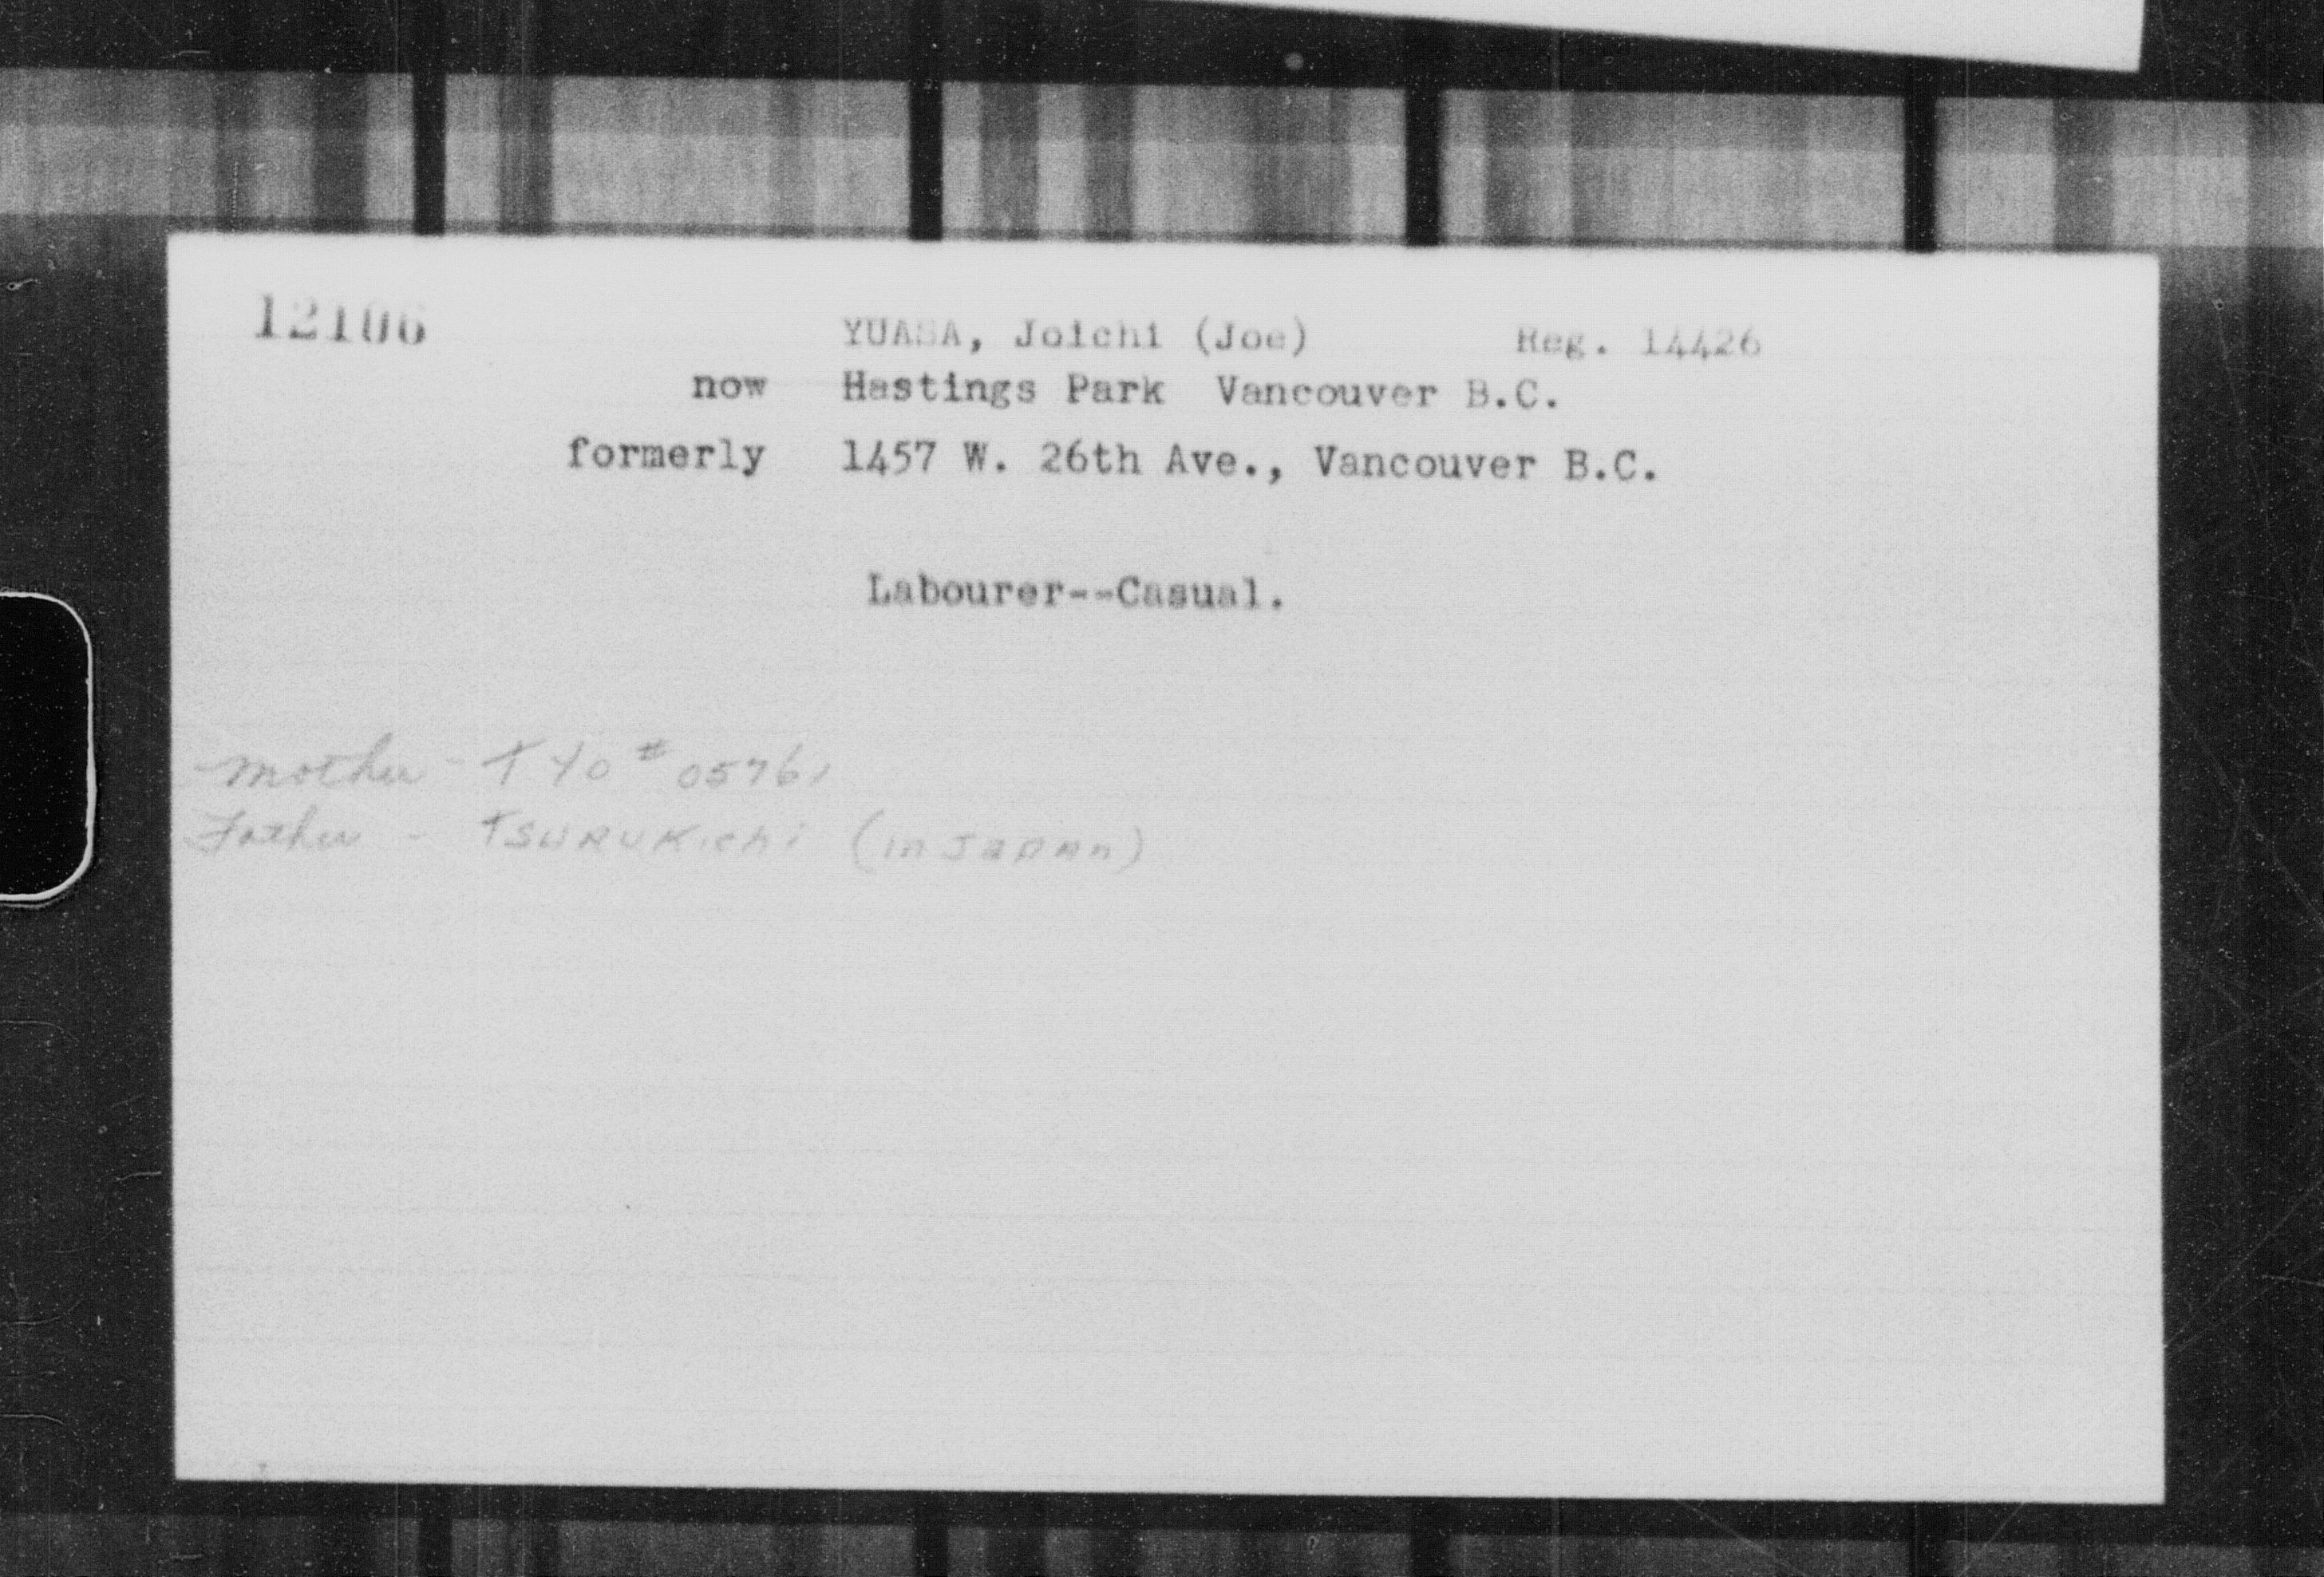 12106
YUASA, Joichi (Joe) Reg. 14426
now Hastings Park Vancouver B.C.
formerly 1457 W. 26th Ave., Vancouver B.C.
Labourer--Casual.
Mother - TYO # 05761
Father - TSURUKichi (in JAPAN)